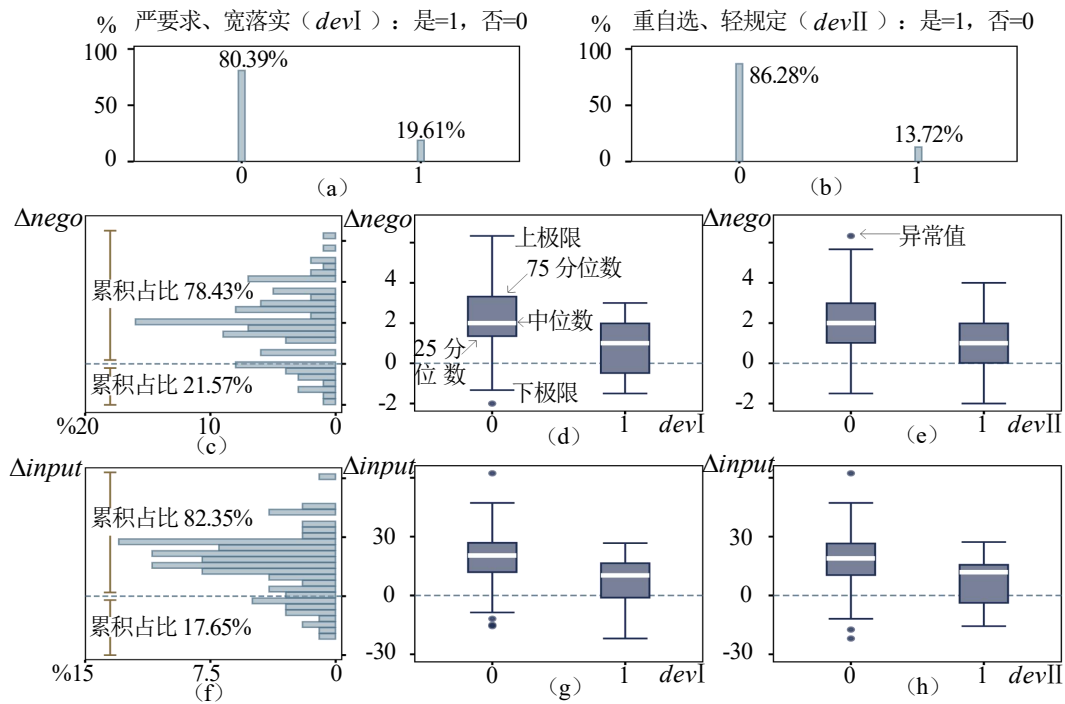 % 严要求、宽落实（devⅠ）：是=1，否=0
100
80.39%
50
19.61%
0
0 1
（a）
% 重自选、轻规定（devⅡ）：是=1，否=0
100
86.28%
50
13.72%
0
0 1
（b）
Δnego
累积占比 78.43%
累积占比 21.57%
%20 10 0
（c）
Δnego
上极限
4
75 分位数
2
中位数
0
25 分
位 数
下极限
-2
0 1 devⅠ
（d）
Δnego
异常值
4
2
0
-2
0 1 devⅡ
（e）
Δinput
累积占比 82.35%
累积占比 17.65%
%15 7.5 0
（f）
Δinput
30
0
-30
0 1 devⅠ
（g）
Δinput
30
0
-30
0 1 devⅡ
（h）